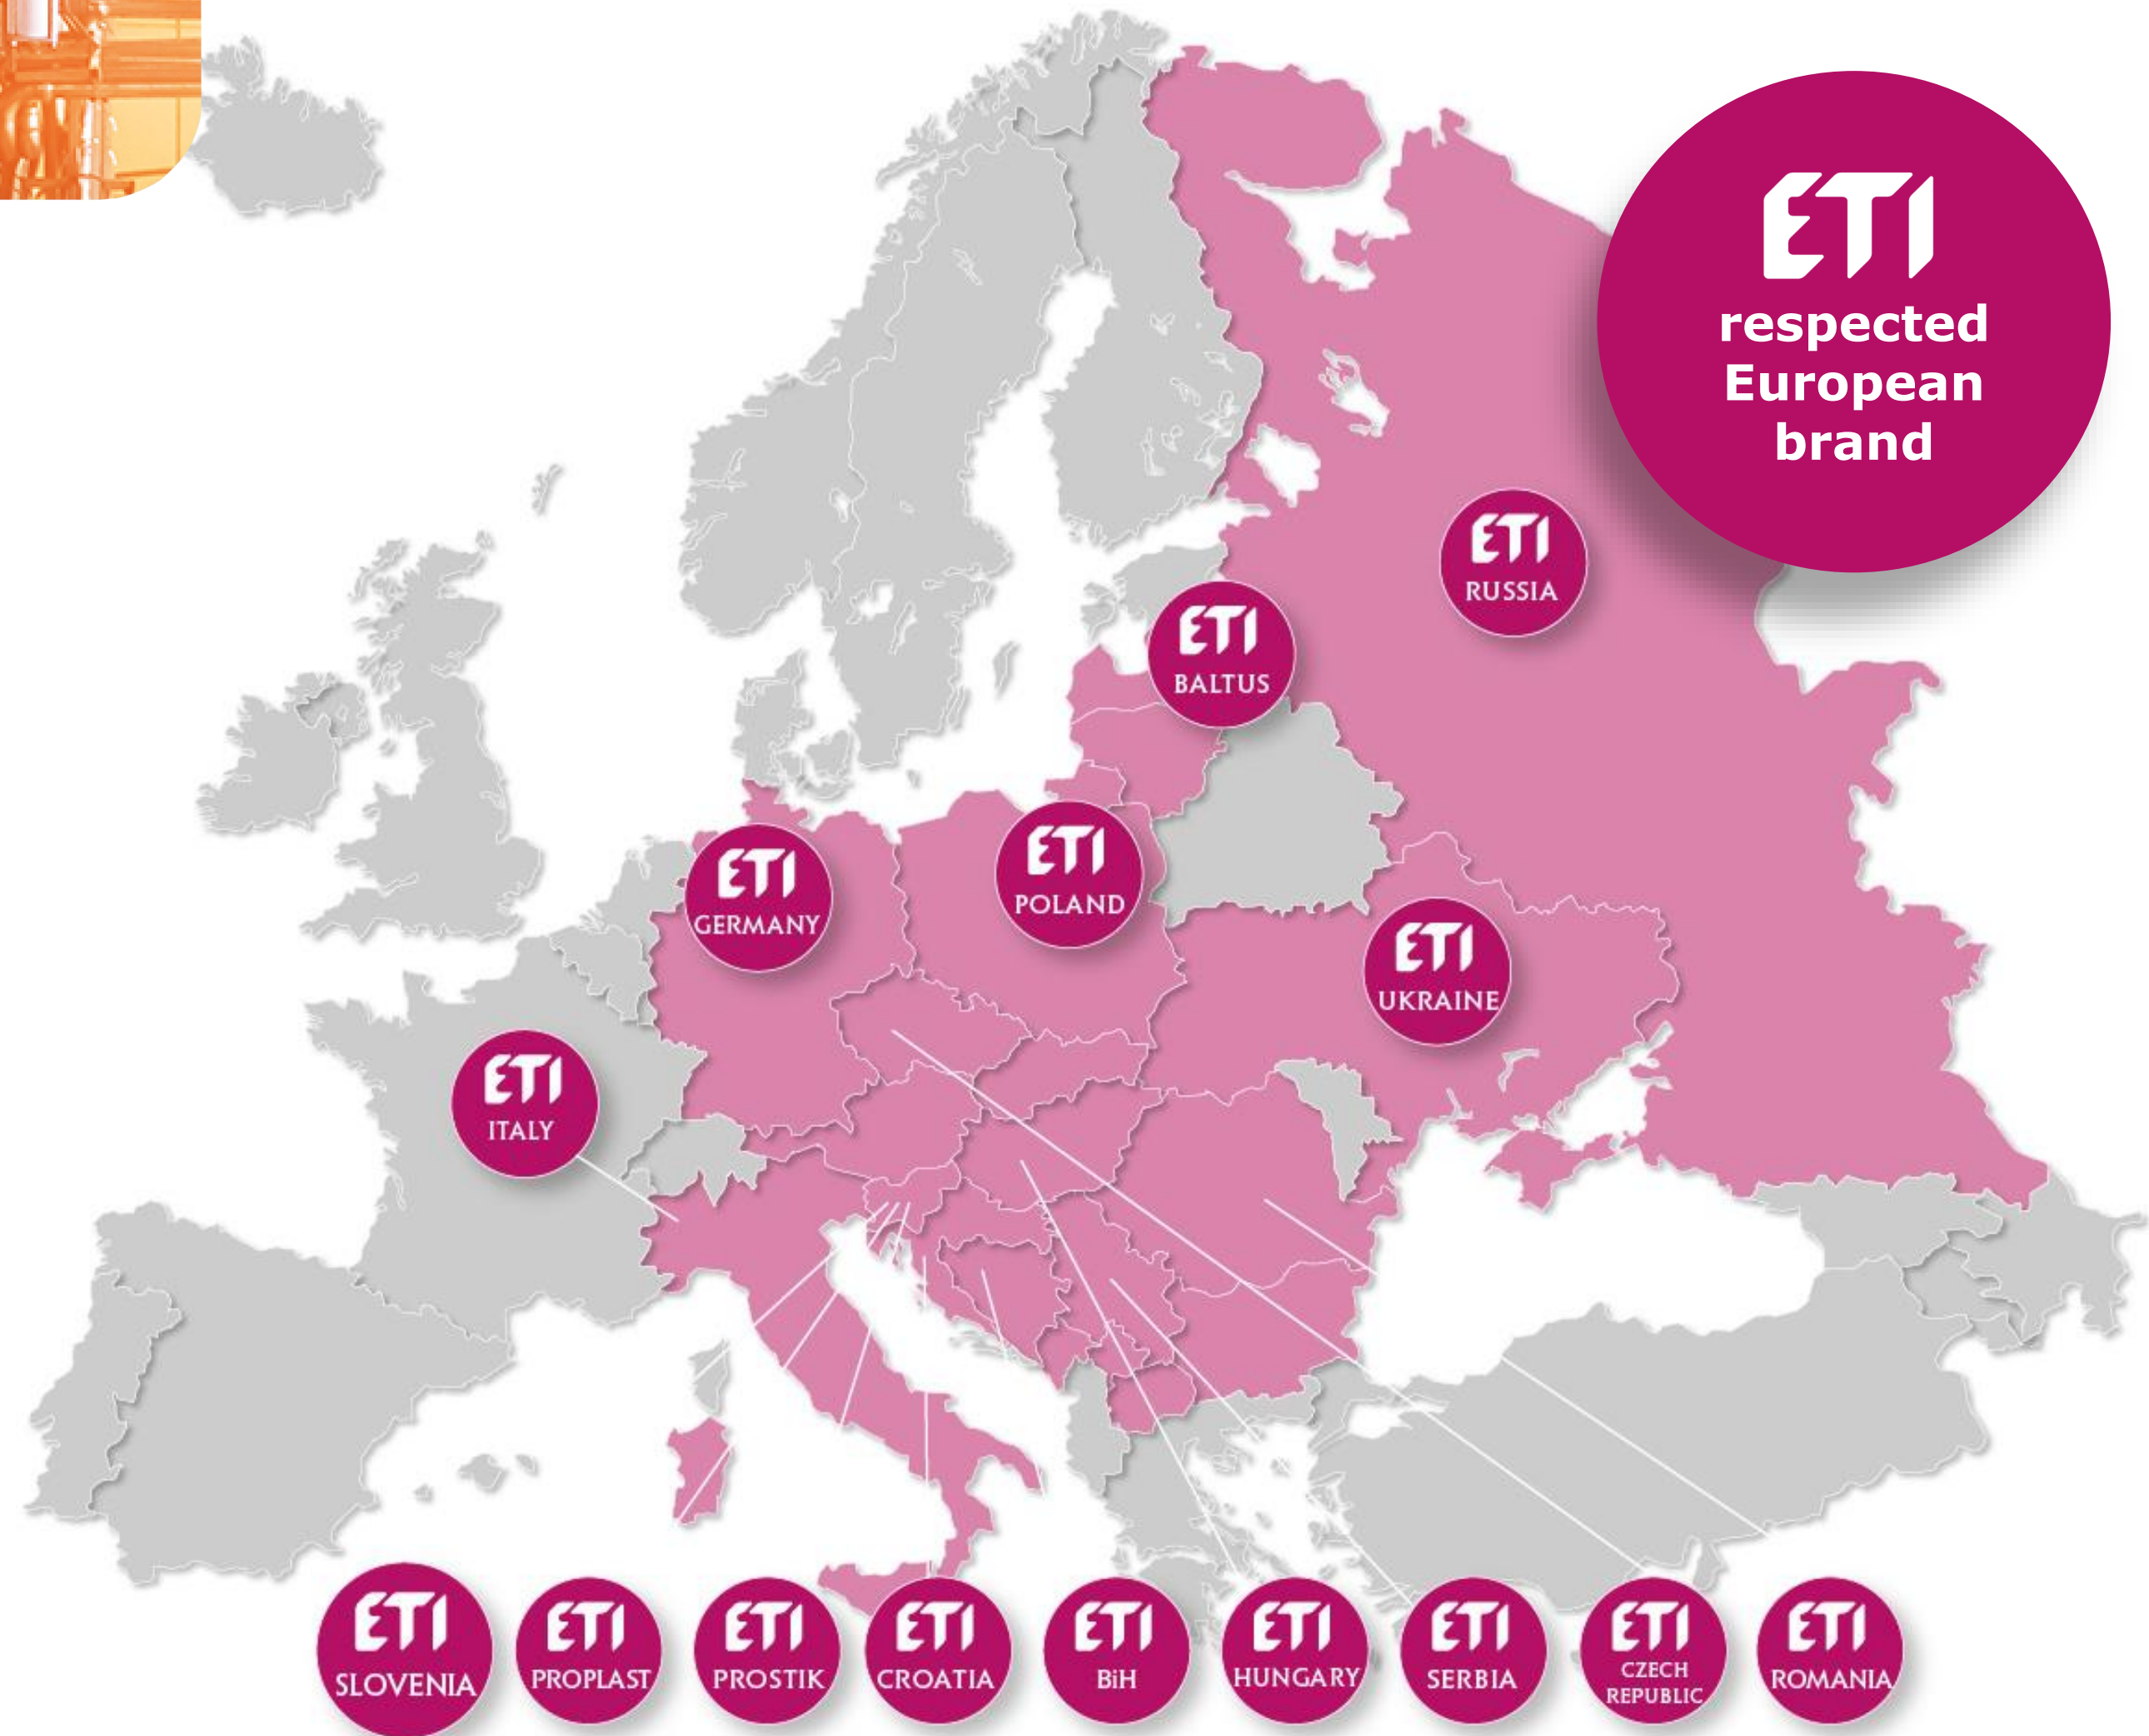 ETI
respected
European
brand
ETI
RUSSIA
ETI
BALTUS
ETI
POLAND
ETI
GERMANY
ETI
UKRAINE
ETI
ITALY
ETI
SLOVENIA
ETI
PROPLAST
ETI
PROSTIK
ETI
CROATIA
ETI
BiH
ETI
HUNGARY
ETI
SERBIA
ETI
CZECH
REPUBLIC
ETI
ROMANIA